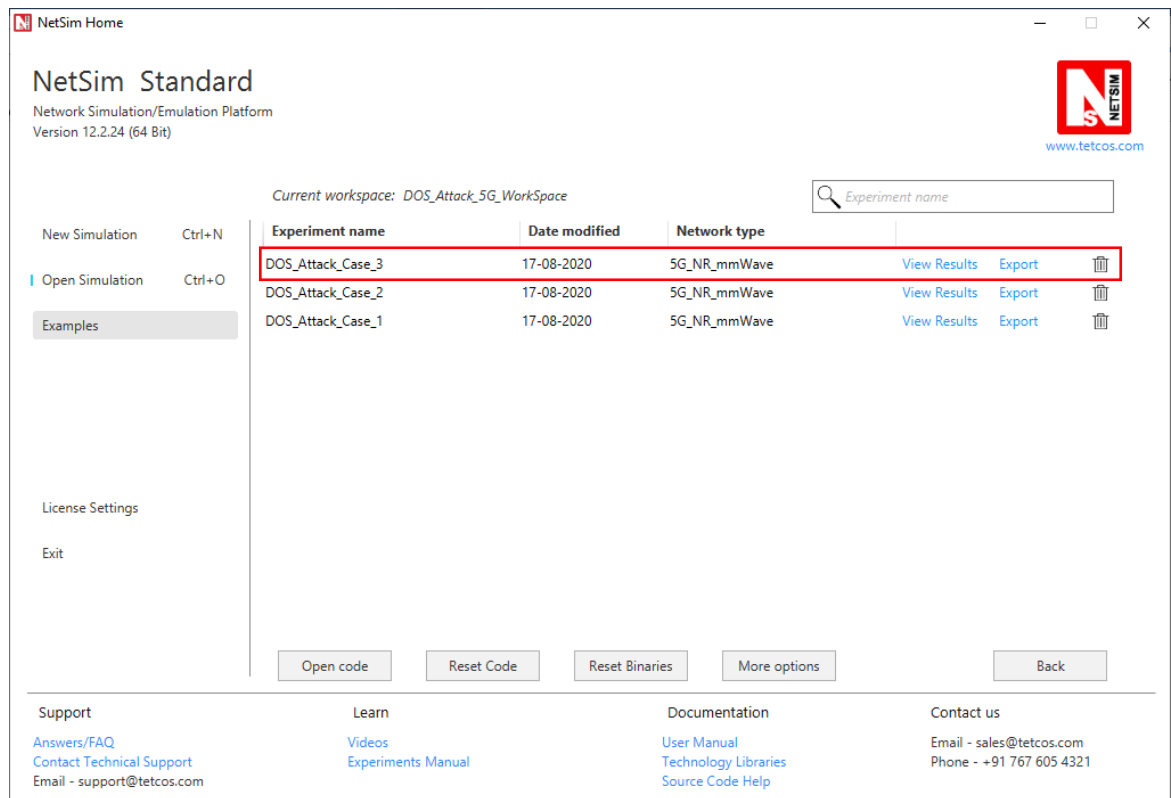 NetSim Home
NetSim Standard
Network Simulation/Emulation Platform
Version 12.2.24 (64 Bit)
NS NETSIM
www.tetcos.com
Current workspace: DOS_Attack_5G_WorkSpace
Experiment name
New Simulation Ctrl+N
Open Simulation Ctrl+O
Examples
Experiment name Date modified Network type
DOS_Attack_Case_3 17-08-2020 5G_NR_mmWave View Results Export
DOS_Attack_Case_2 17-08-2020 5G_NR_mmWave View Results Export
DOS_Attack_Case_1 17-08-2020 5G_NR_mmWave View Results Export
License Settings
Exit
Open code Reset Code Reset Binaries More options Back
Support Learn Documentation Contact us
Answers/FAQ Videos User Manual Email - sales@tetcos.com
Contact Technical Support Experiments Manual Technology Libraries Phone - +91 767 605 4321
Email - support@tetcos.com Source Code Help